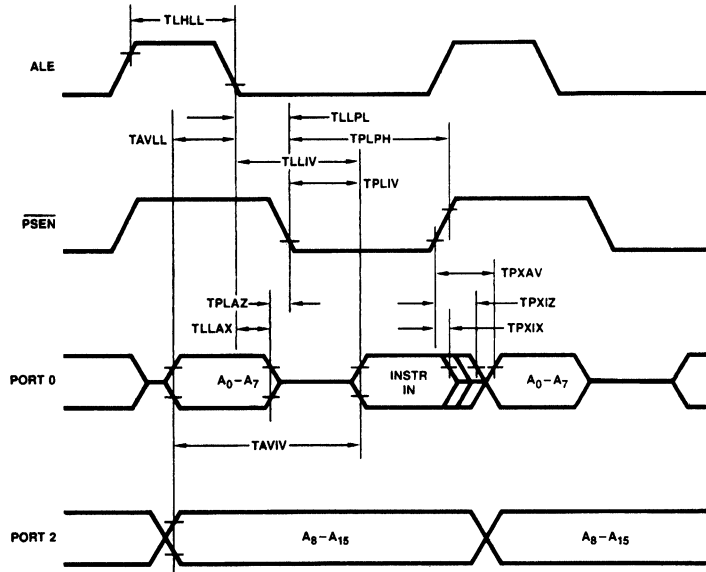 TLHLL
ALE
TLLPL
TAVLL
TPLPH
TLLIV
TPLIV
PSEN
TPXAV
TPLAZ
TPXIZ
TLLAX
TPXIX
PORT 0
A0–A7
INSTR
IN
A0–A7
TAVIV
PORT 2
A8–A15
A8–A15